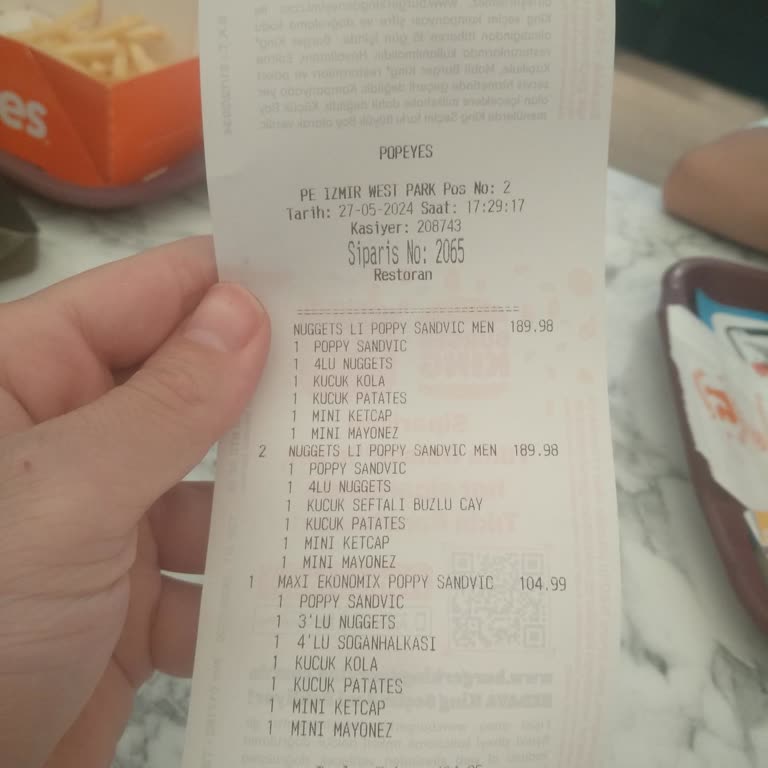 es
POPEYES
PE IZMIR WEST PARK Pos No: 2
Tarih: 27-05-2024 Saat: 17:29:17
Kasiyer: 208743
Siparis No: 2065
Restoran
NUGGETS LI POPPY SANDVIC MEN 189.98
1 POPPY SANDVIC
1 4LU NUGGETS
1 KUCUK KOLA
1 KUCUK PATATES
1 MINI KETCAP
1 MINI MAYONEZ
2 NUGGETS LI POPPY SANDVIC MEN 189.98
1 POPPY SANDVIC
1 4LU NUGGETS
1 KUCUK SEFTALI BUZLU CAY
1 KUCUK PATATES
1 MINI KETCAP
1 MINI MAYONEZ
1 MAXI EKONOMIX POPPY SANDVIC 104.99
1 POPPY SANDVIC
1 3'LU NUGGETS
1 4'LU SOGANHALKASI
1 KUCUK KOLA
1 KUCUK PATATES
1 MINI KETCAP
1 MINI MAYONEZ